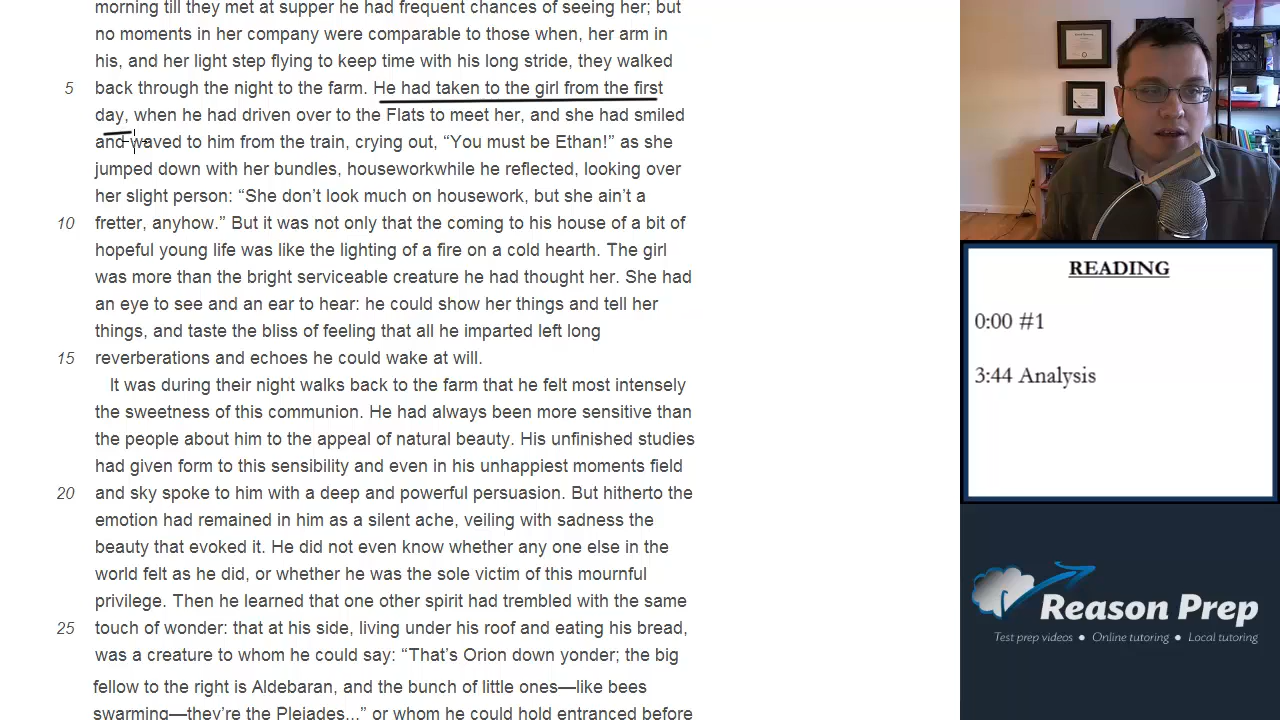 morning till they met at supper he had frequent chances of seeing her; but
no moments in her company were comparable to those when, her arm in
his, and her light step flying to keep time with his long stride, they walked
5 back through the night to the farm. He had taken to the girl from the first
day, when he had driven over to the Flats to meet her, and she had smiled
and waved to him from the train, crying out, “You must be Ethan!” as she
jumped down with her bundles, houseworkwhile he reflected, looking over
her slight person: “She don’t look much on housework, but she ain’t a
10 fretter, anyhow.” But it was not only that the coming to his house of a bit of
hopeful young life was like the lighting of a fire on a cold hearth. The girl
was more than the bright serviceable creature he had thought her. She had
an eye to see and an ear to hear: he could show her things and tell her
things, and taste the bliss of feeling that all he imparted left long
15 reverberations and echoes he could wake at will.
It was during their night walks back to the farm that he felt most intensely
the sweetness of this communion. He had always been more sensitive than
the people about him to the appeal of natural beauty. His unfinished studies
had given form to this sensibility and even in his unhappiest moments field
20 and sky spoke to him with a deep and powerful persuasion. But hitherto the
emotion had remained in him as a silent ache, veiling with sadness the
beauty that evoked it. He did not even know whether any one else in the
world felt as he did, or whether he was the sole victim of this mournful
privilege. Then he learned that one other spirit had trembled with the same
25 touch of wonder: that at his side, living under his roof and eating his bread,
was a creature to whom he could say: “That’s Orion down yonder; the big
fellow to the right is Aldebaran, and the bunch of little ones—like bees
swarming—they’re the Pleiades...” or whom he could hold entranced before
READING
0:00 #1
3:44 Analysis
Reason Prep
Test prep videos ● Online tutoring ● Local tutoring